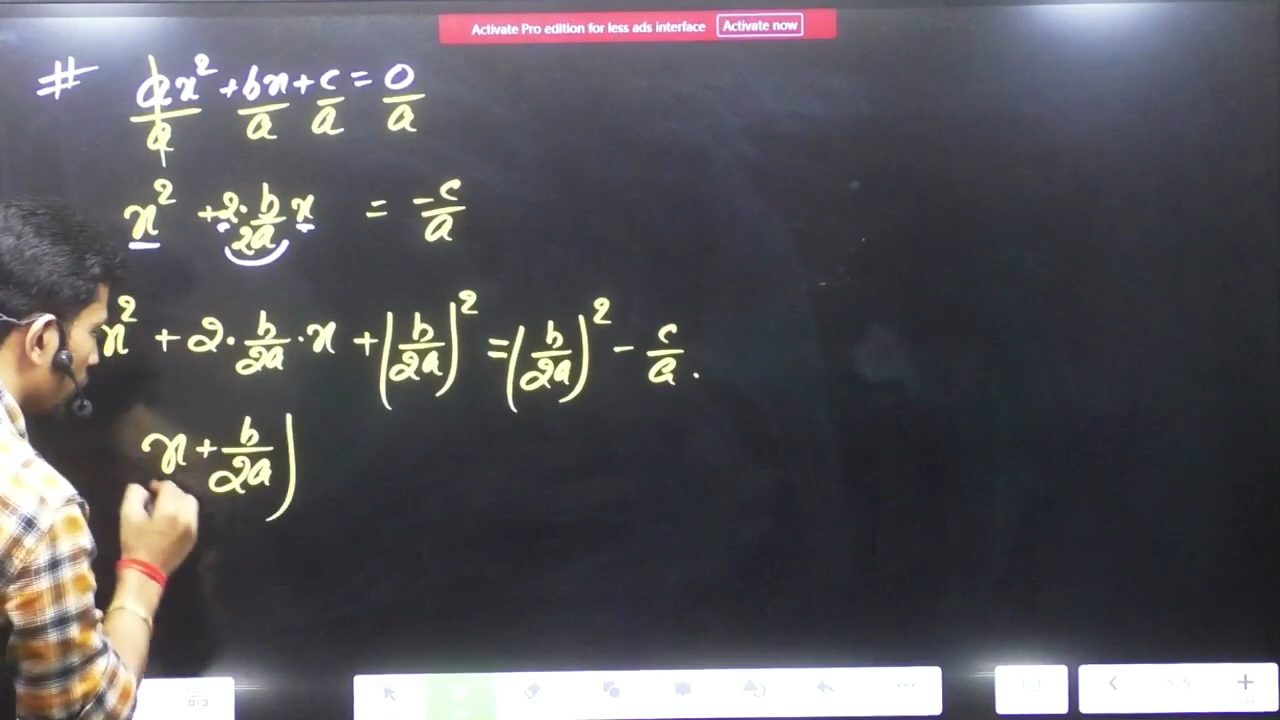 Activate Pro edition for less ads interface Activate now
# ax²/a + bx/a + c/a = 0/a
x² + 2·b/2a x = -c/a
x² + 2·b/2a·x + (b/2a)² = (b/2a)² - c/a.
x + b/2a)